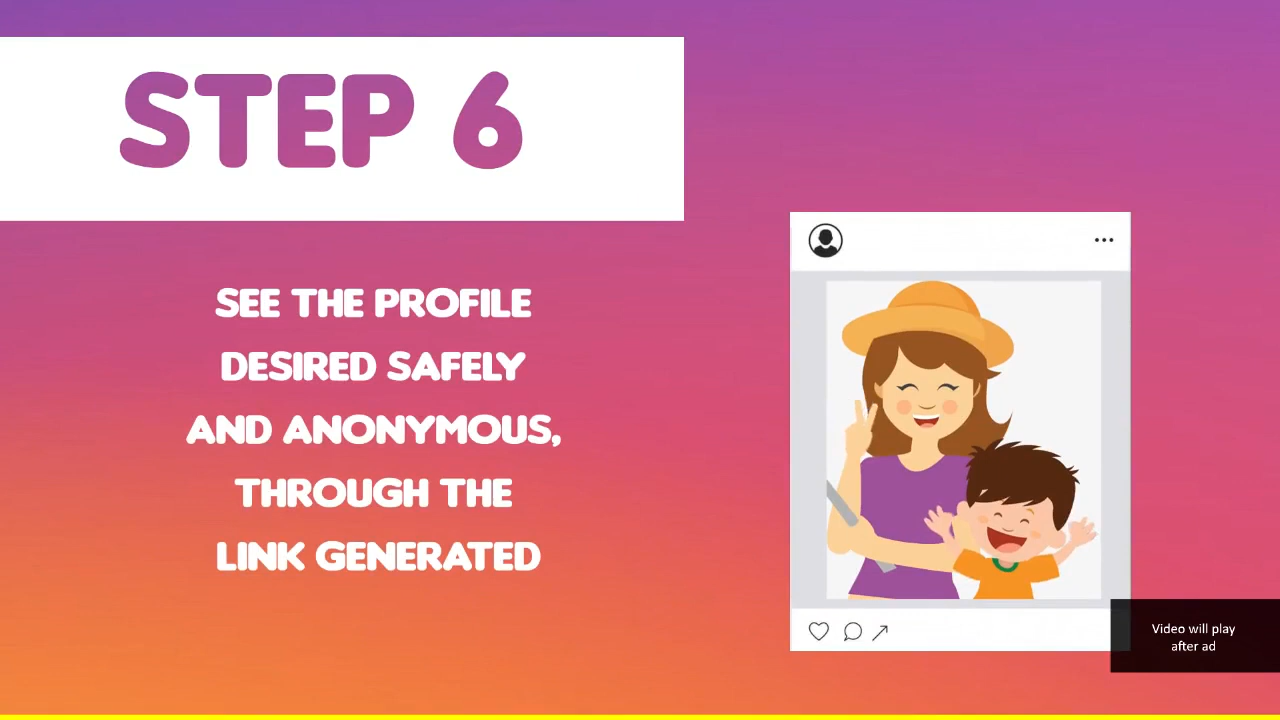 STEP 6
SEE THE PROFILE
DESIRED SAFELY
AND ANONYMOUS,
THROUGH THE
LINK GENERATED
Video will play
after ad